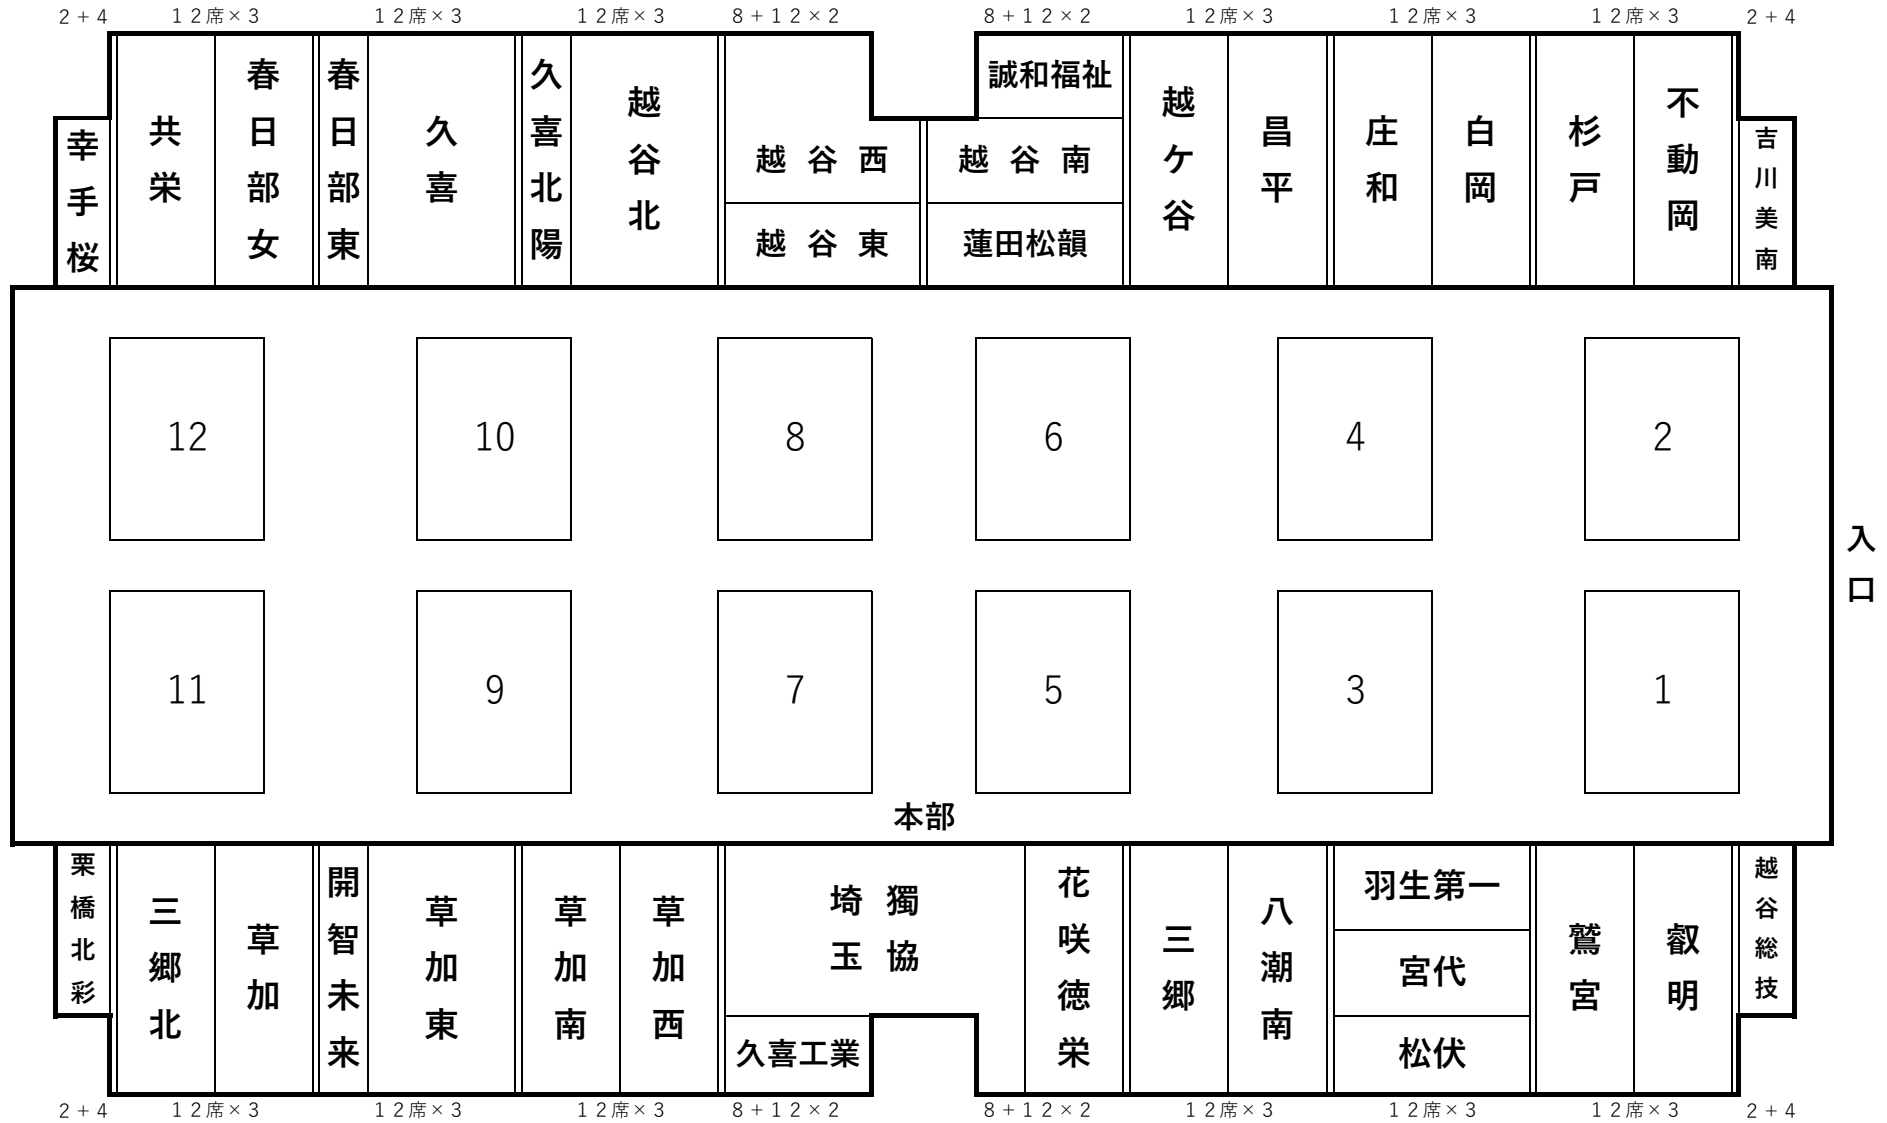 ２＋４ １２席×３ １２席×３ １２席×３ ８＋１２×２ ８＋１２×２ １２席×３ １２席×３ １２席×３ ２＋４
幸手桜
共栄
春日部女
春日部東
久喜
久喜北陽
越谷北
越谷西
越谷東
誠和福祉
越谷南
蓮田松韻
越ケ谷
昌平
庄和
白岡
杉戸
不動岡
吉川美南
12 10 8 6 4 2
入口
11 9 7 5 3 1
本部
栗橋北彩
三郷北
草加
開智未来
草加東
草加南
草加西
獨協埼玉
久喜工業
花咲徳栄
三郷
八潮南
羽生第一
宮代
松伏
鷲宮
叡明
越谷総技
２＋４ １２席×３ １２席×３ １２席×３ ８＋１２×２ ８＋１２×２ １２席×３ １２席×３ １２席×３ ２＋４